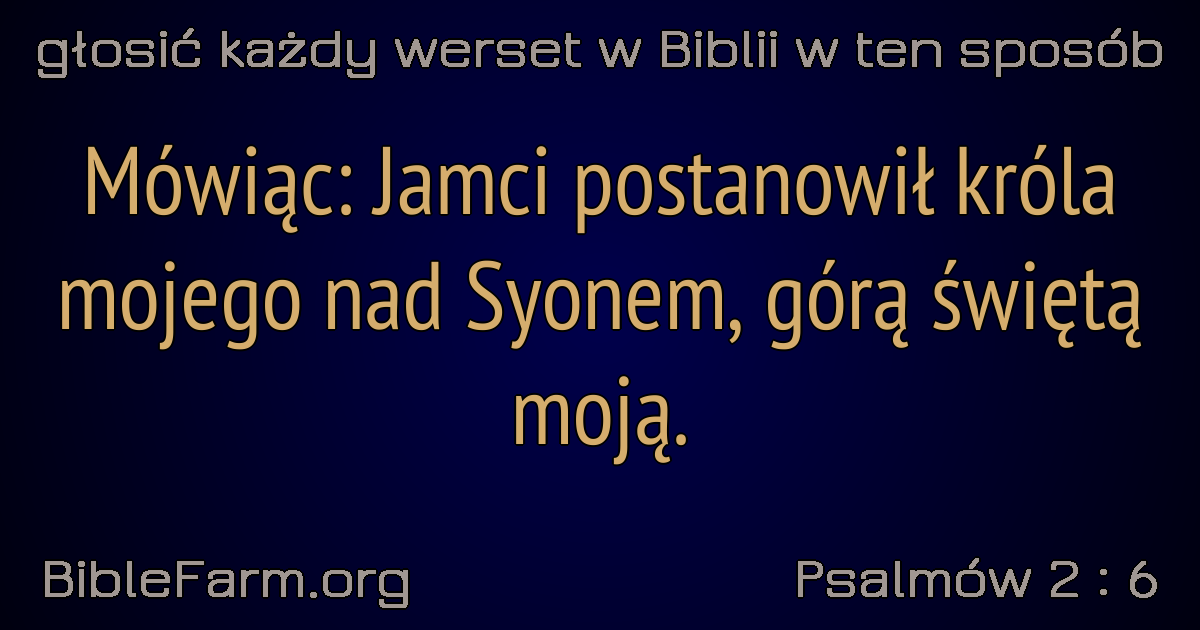 głosić każdy werset w Biblii w ten sposób
Mówiąc: Jamci postanowił króla
mojego nad Syonem, górą świętą
moją.
BibleFarm.org
Psalmów 2 : 6